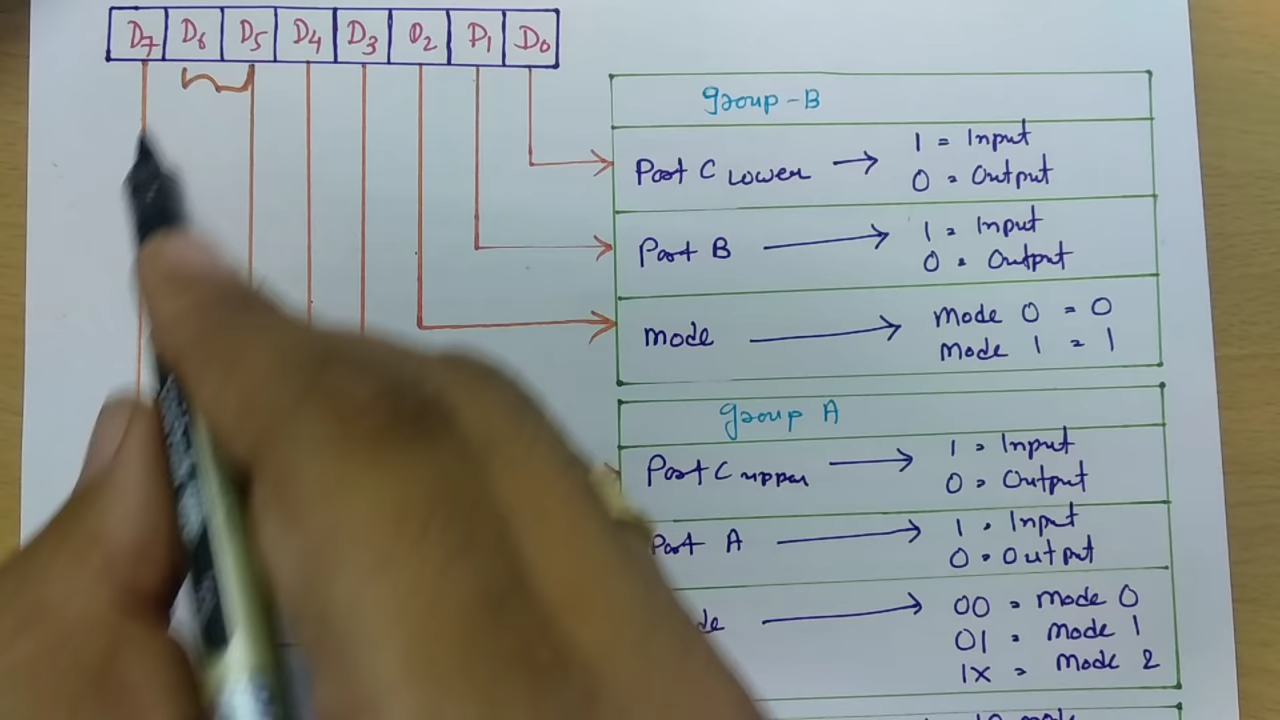 D7 D6 D5 D4 D3 D2 D1 D0
Group-B
Port C Lower → 1 = Input
0 = Output
Port B → 1 = Input
0 = Output
mode → Mode 0 = 0
Mode 1 = 1
Group A
Port C upper → 1 = Input
0 = Output
Port A → 1 = Input
0 = Output
de → 00 = Mode 0
01 = Mode 1
1X = Mode 2